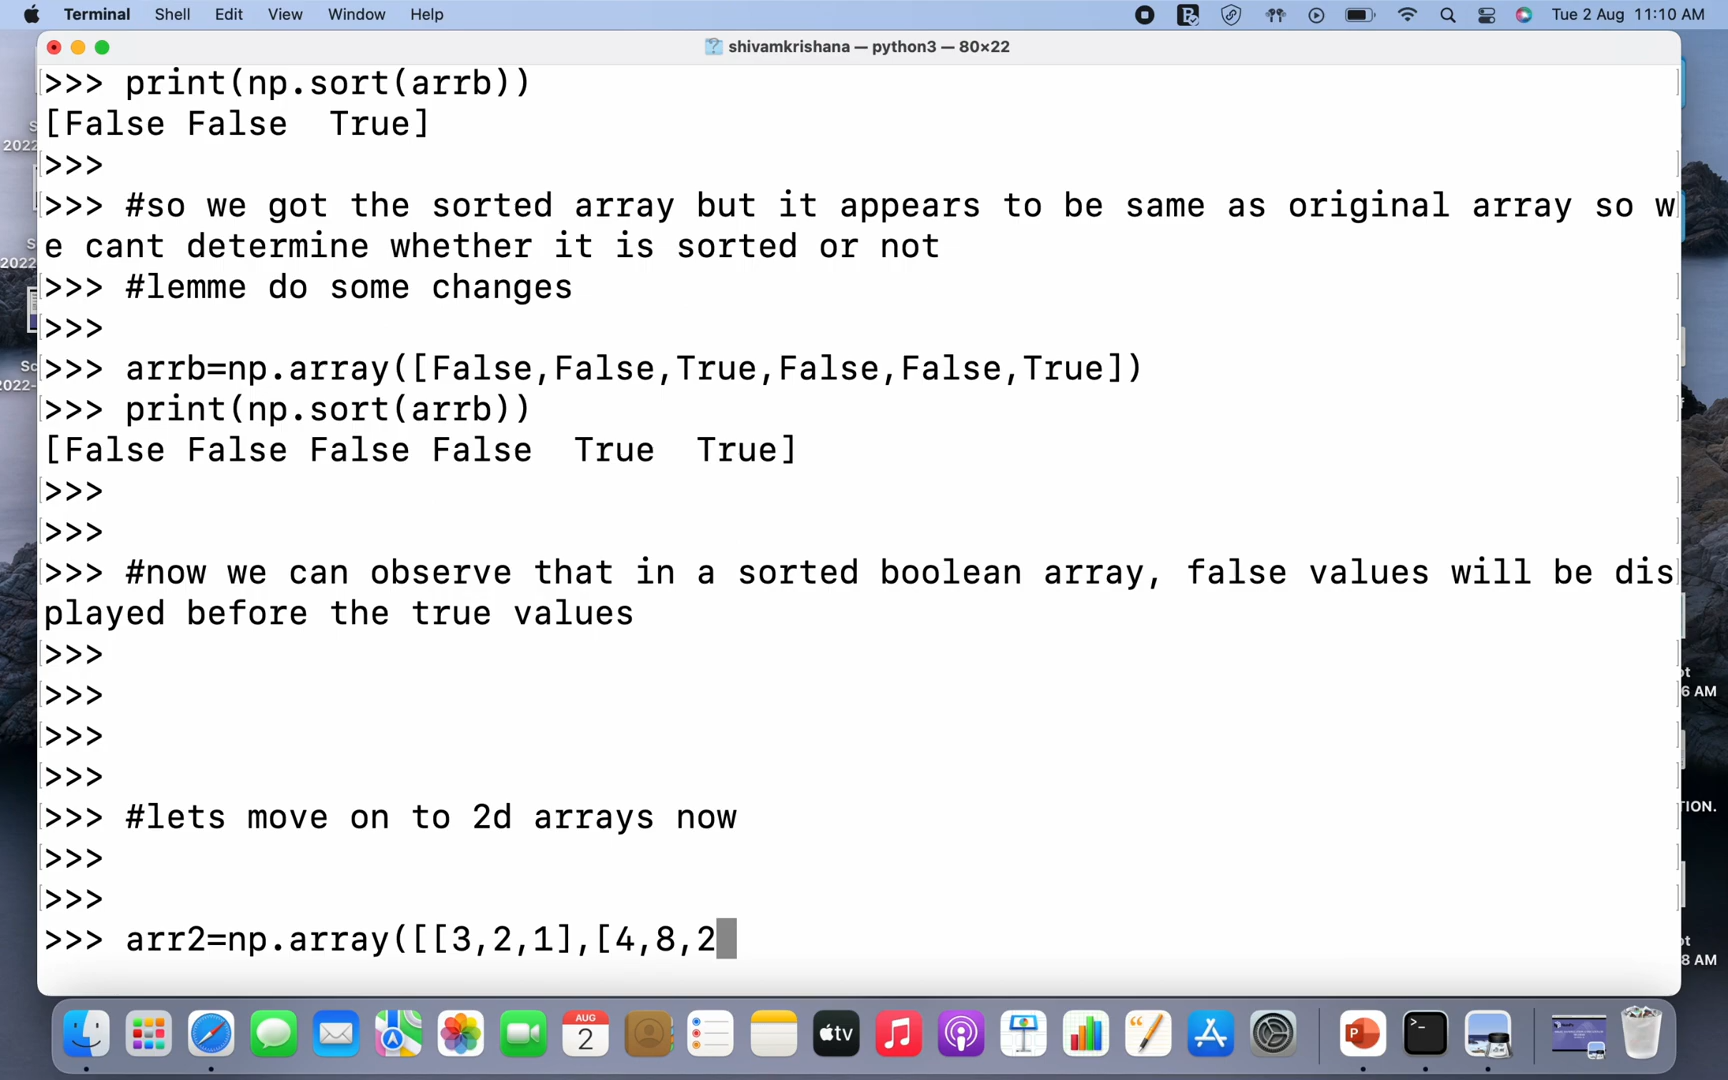 Terminal Shell Edit View Window Help Tue 2 Aug 11:10 AM
shivamkrishana — python3 — 80×22
>>> print(np.sort(arrb))
[False False  True]
>>>
>>> #so we got the sorted array but it appears to be same as original array so w
e cant determine whether it is sorted or not
>>> #lemme do some changes
>>>
>>> arrb=np.array([False,False,True,False,False,True])
>>> print(np.sort(arrb))
[False False False False  True  True]
>>>
>>>
>>> #now we can observe that in a sorted boolean array, false values will be dis
played before the true values
>>>
>>>
>>>
>>>
>>> #lets move on to 2d arrays now
>>>
>>>
>>> arr2=np.array([[3,2,1],[4,8,2
AUG
2
tv